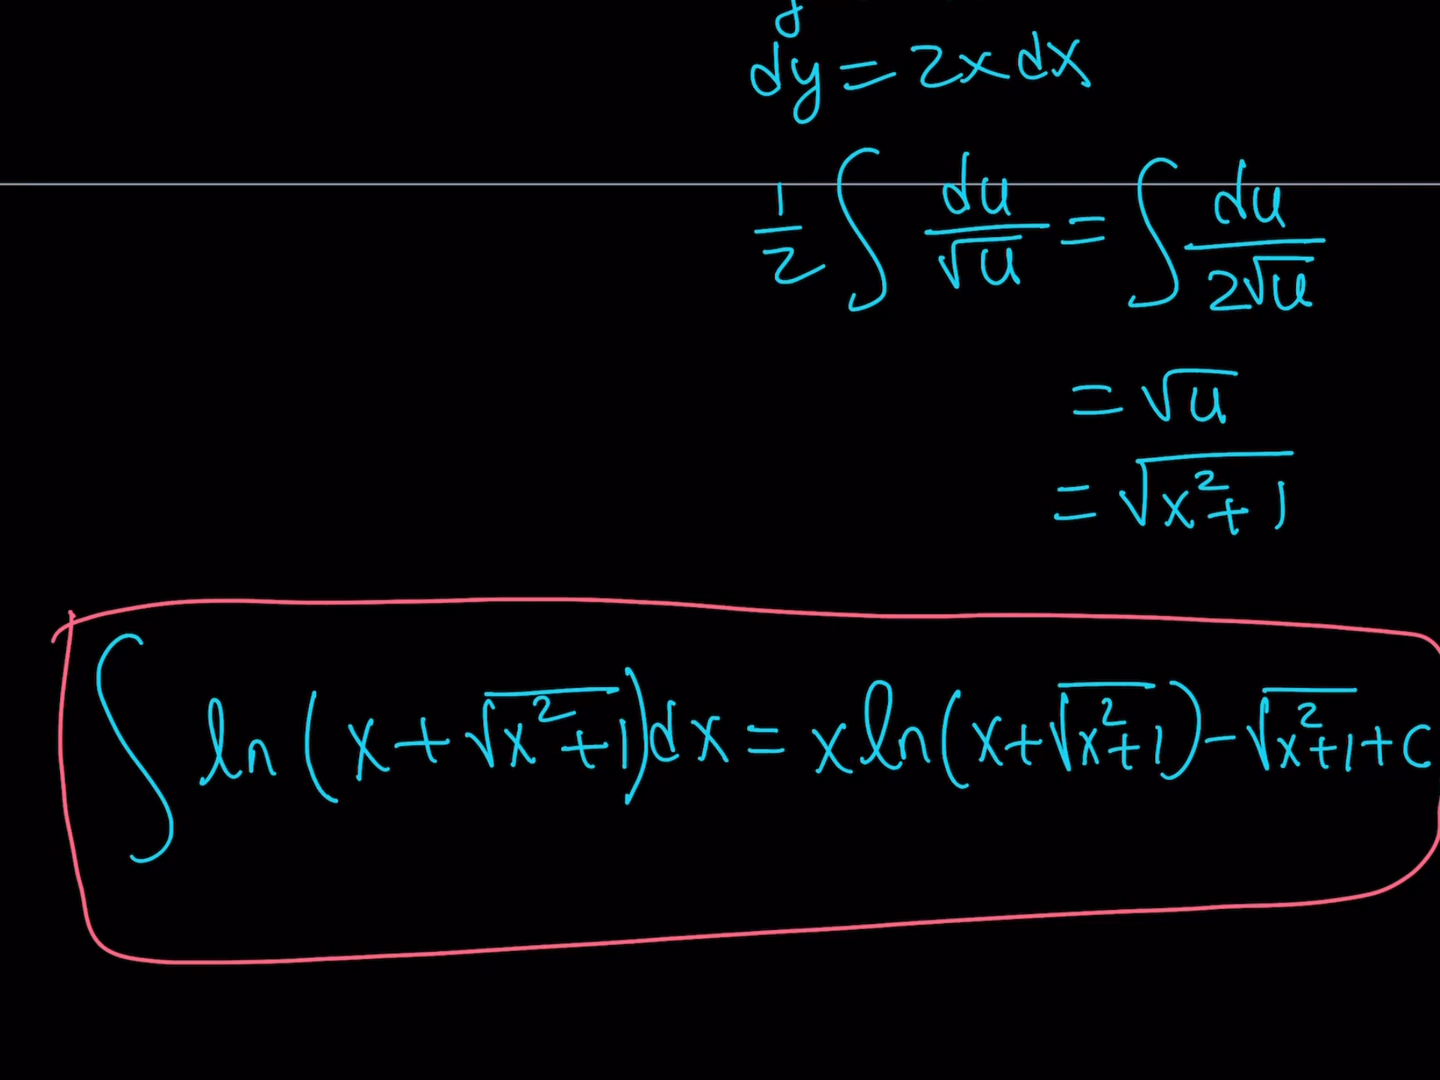 dy = 2x dx
1/2 ∫ du/√u = ∫ du/2√u
= √u
= √(x²+1)
∫ ln(x+√(x²+1))dx = x ln(x+√(x²+1)) - √(x²+1) + C